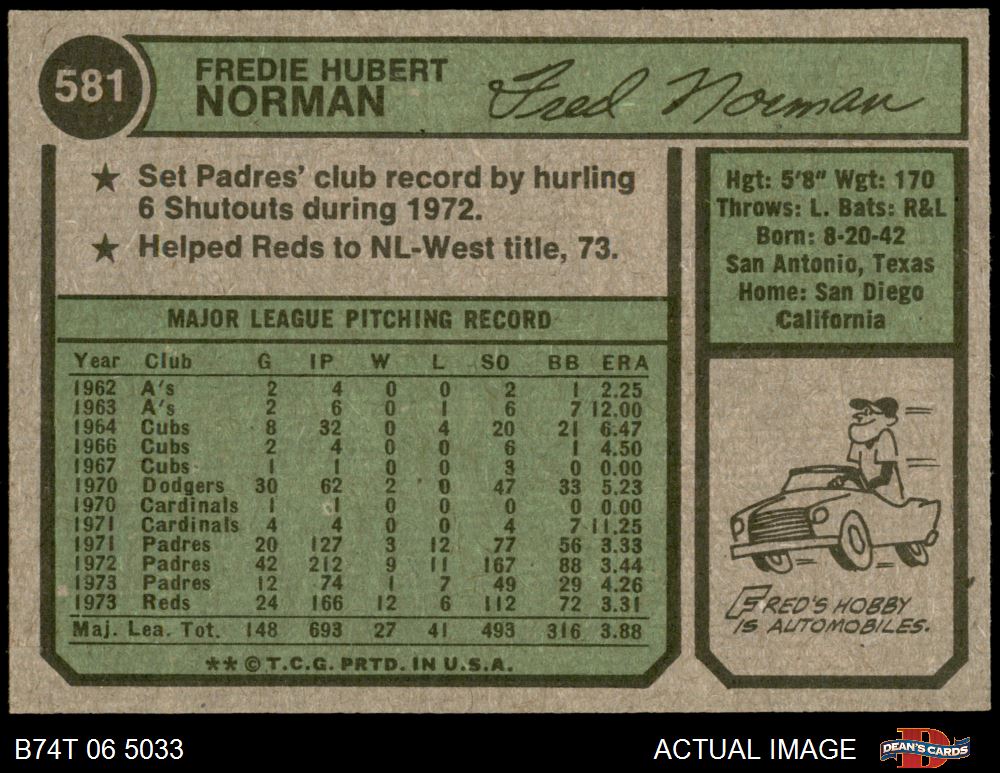 581
FREDIE HUBERT
NORMAN
Fred Norman
★ Set Padres' club record by hurling
6 Shutouts during 1972.
★ Helped Reds to NL-West title, 73.
Hgt: 5'8" Wgt: 170
Throws: L. Bats: R&L
Born: 8-20-42
San Antonio, Texas
Home: San Diego
California
MAJOR LEAGUE PITCHING RECORD
Year Club G IP W L SO BB ERA
1962 A's 2 4 0 0 2 1 2.25
1963 A's 2 6 0 1 6 7 12.00
1964 Cubs 8 32 0 4 20 21 6.47
1966 Cubs 2 4 0 0 6 1 4.50
1967 Cubs 1 1 0 0 3 0 0.00
1970 Dodgers 30 62 2 0 47 33 5.23
1970 Cardinals 1 1 0 0 0 0 0.00
1971 Cardinals 4 4 0 0 4 7 11.25
1971 Padres 20 127 3 12 77 56 3.33
1972 Padres 42 212 9 11 167 88 3.44
1973 Padres 12 74 1 7 49 29 4.26
1973 Reds 24 166 12 6 112 72 3.31
Maj. Lea. Tot. 148 693 27 41 493 316 3.88
** © T.C.G. PRTD. IN U.S.A.
FRED'S HOBBY
IS AUTOMOBILES.
B74T 06 5033
ACTUAL IMAGE
DEAN'S CARDS